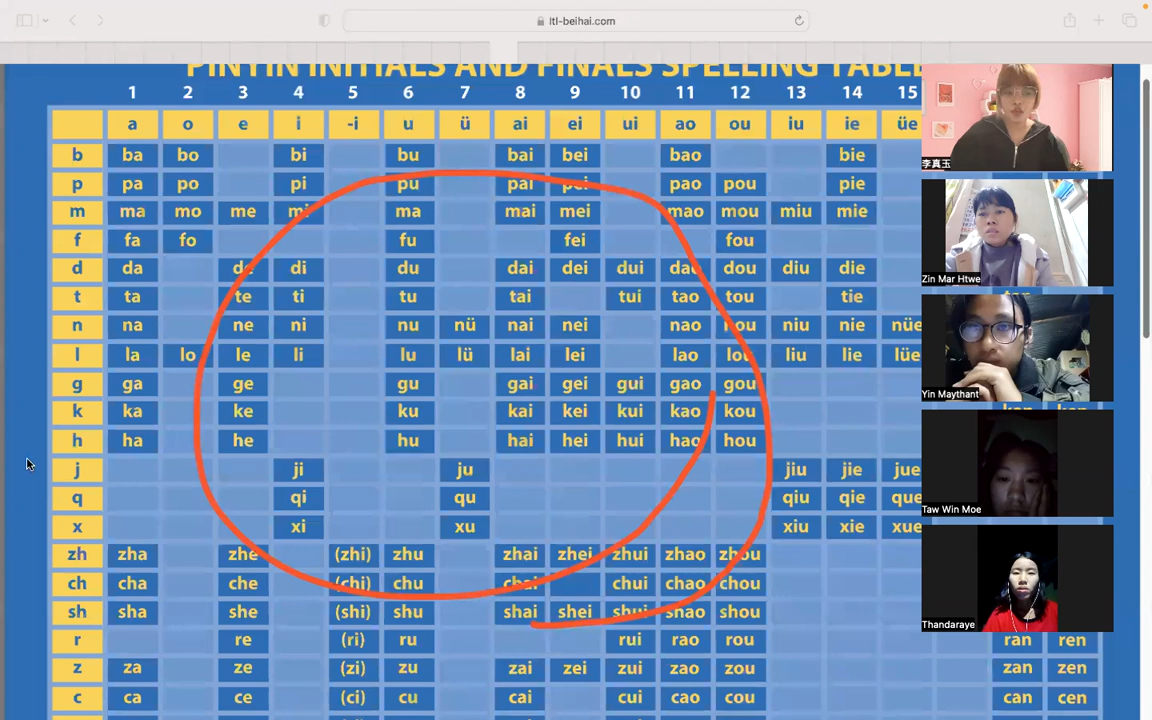 ltl-beihai.com
PINYIN INITIALS AND FINALS SPELLING TABLE
1 2 3 4 5 6 7 8 9 10 11 12 13 14 15
a o e i -i u ü ai ei ui ao ou iu ie üe
b ba bo bi bu bai bei bao bie
p pa po pi pu pai pei pao pou pie
m ma mo me mi ma mai mei mao mou miu mie
f fa fo fu fei fou
d da de di du dai dei dui dao dou diu die
t ta te ti tu tai tui tao tou tie
n na ne ni nu nü nai nei nao nou niu nie nüe
l la lo le li lu lü lai lei lao lou liu lie lüe
g ga ge gu gai gei gui gao gou
k ka ke ku kai kei kui kao kou
h ha he hu hai hei hui hao hou
j ji ju jiu jie jue
q qi qu qiu qie que
x xi xu xiu xie xue
zh zha zhe (zhi) zhu zhai zhei zhui zhao zhou
ch cha che (chi) chu chai chui chao chou
sh sha she (shi) shu shai shei shui shao shou
r re (ri) ru rui rao rou ran ren
z za ze (zi) zu zai zei zui zao zou zan zen
c ca ce (ci) cu cai cui cao cou can cen
李真玉
Zin Mar Htwe
Yin Maythant
Taw Win Moe
Thandaraye